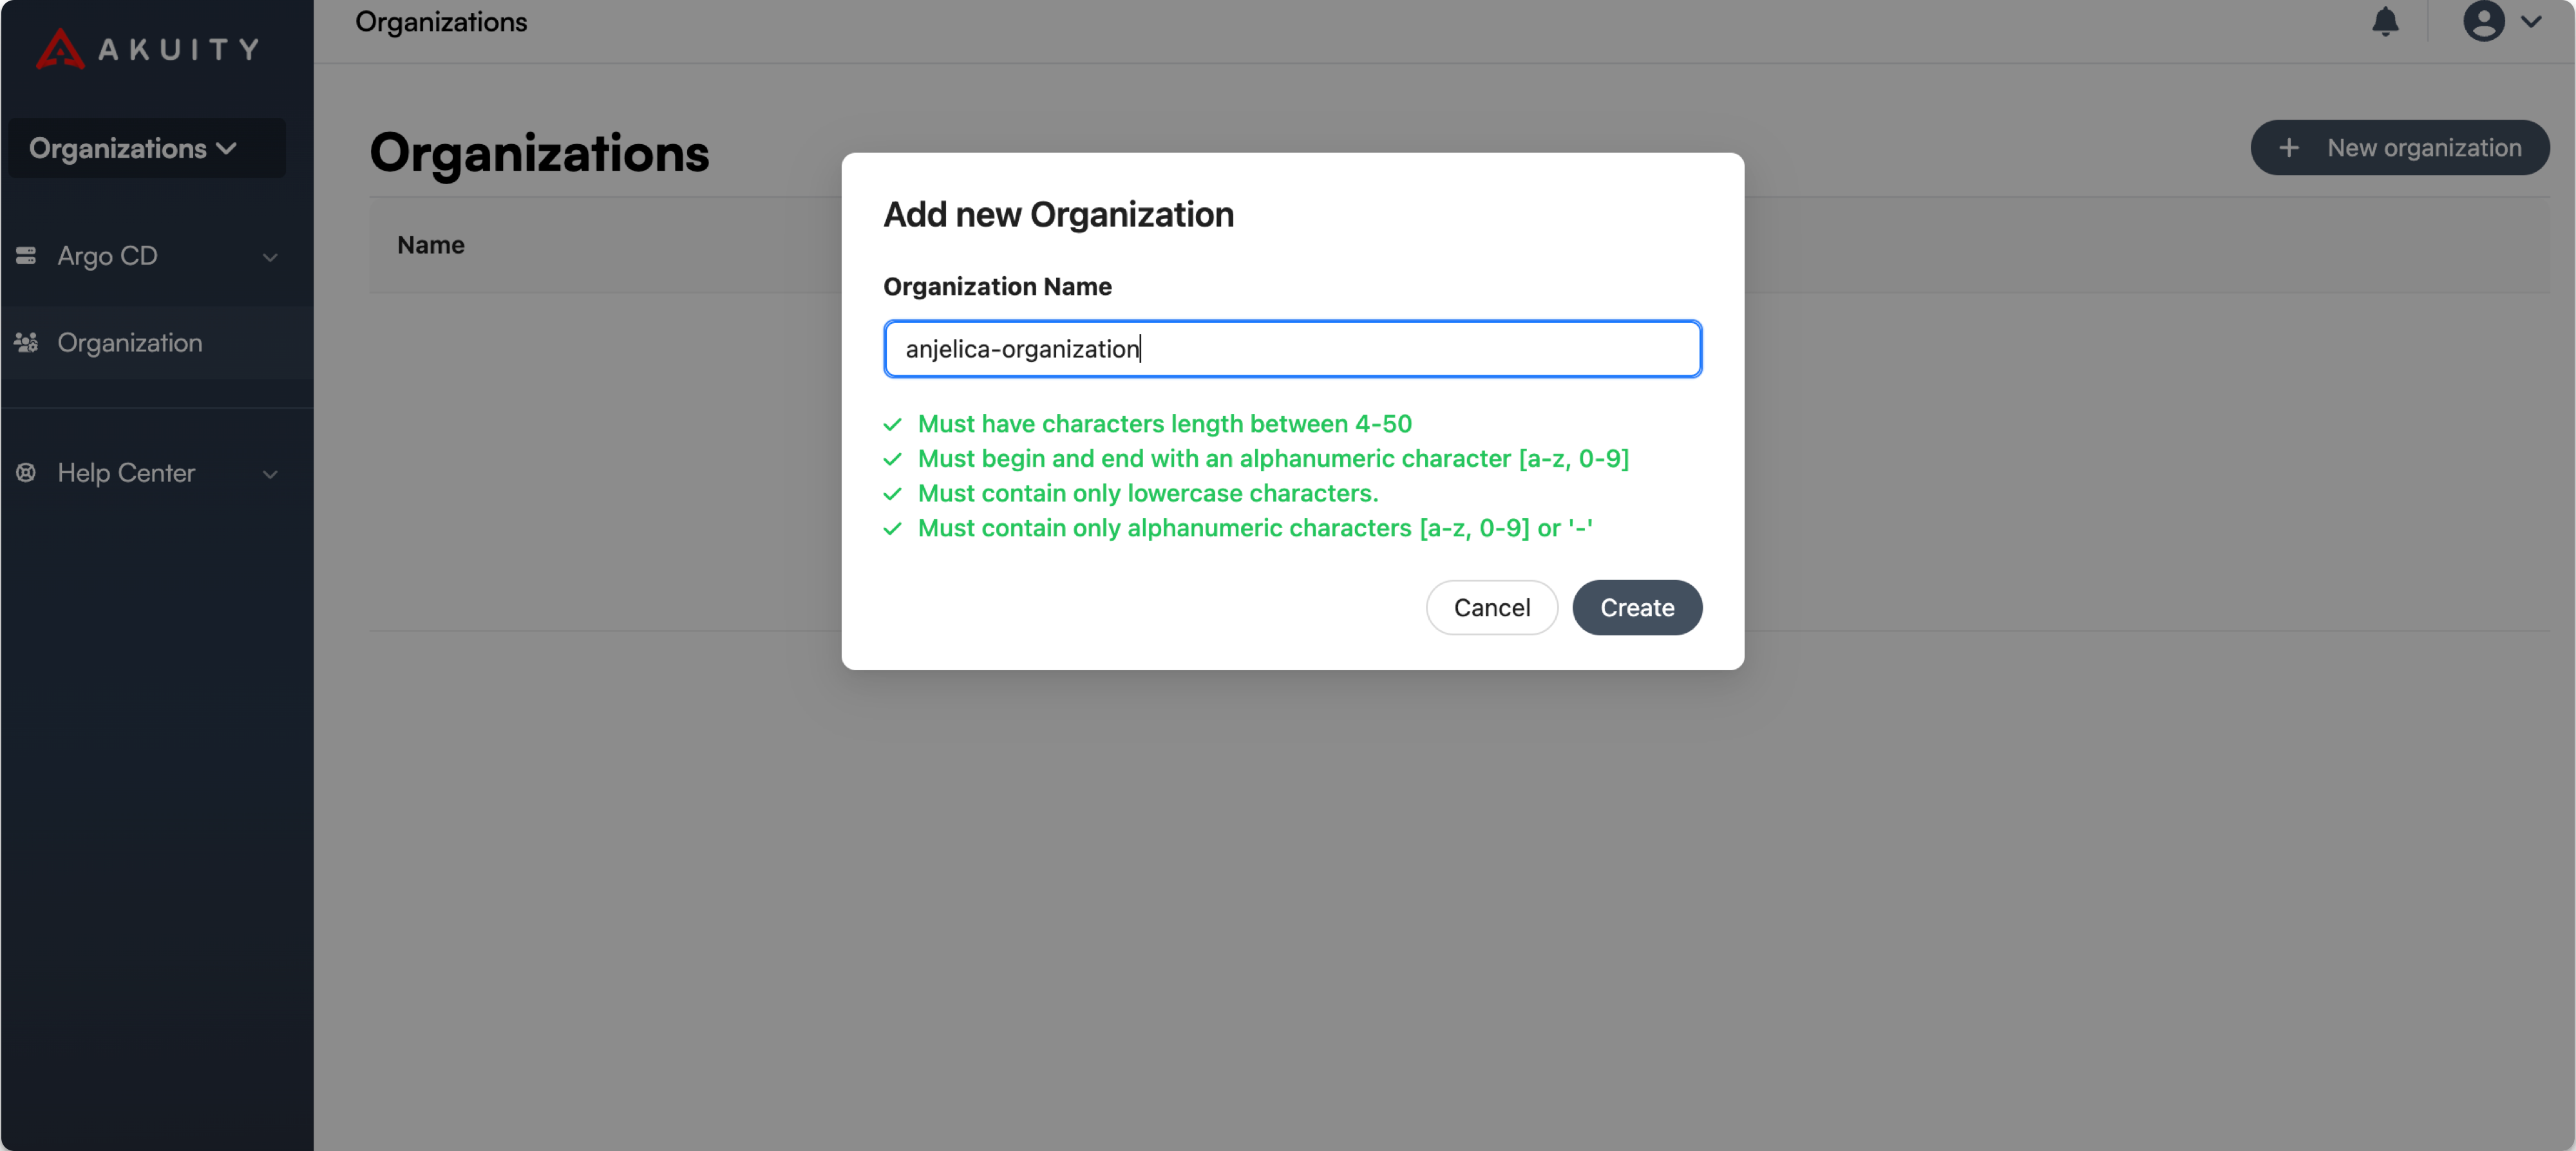 AKUITY
Organizations
Argo CD
Organization
Help Center
Organizations
Organizations
New organization
Name
Add new Organization
Organization Name
anjelica-organization
Must have characters length between 4-50
Must begin and end with an alphanumeric character [a-z, 0-9]
Must contain only lowercase characters.
Must contain only alphanumeric characters [a-z, 0-9] or '-'
Cancel
Create